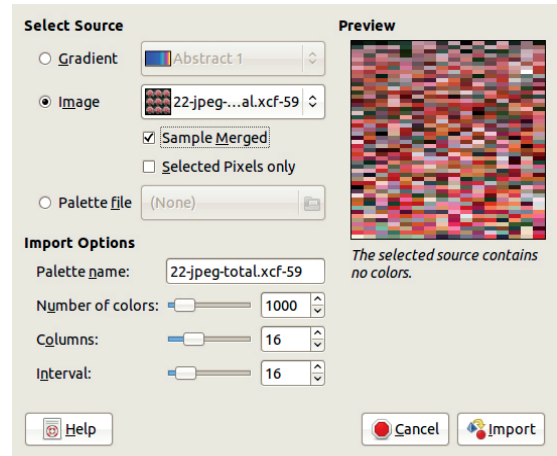 Select Source
Gradient
Abstract 1
Image
22-jpeg-...al.xcf-59
Sample Merged
Selected Pixels only
Palette file
(None)
Import Options
Palette name:
22-jpeg-total.xcf-59
Number of colors:
1000
Columns:
16
Interval:
16
Preview
The selected source contains
no colors.
Help
Cancel
Import